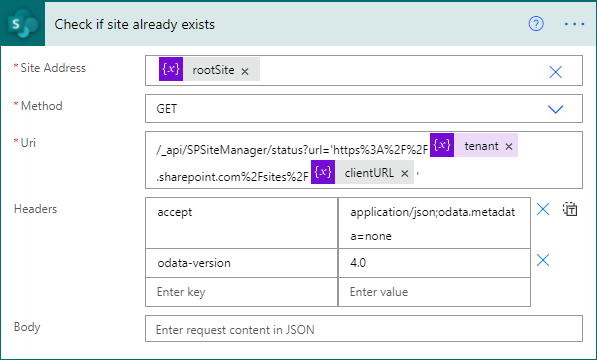 Check if site already exists
* Site Address
{x} rootSite ×
* Method
GET
* Uri
/_api/SPSiteManager/status?url='https%3A%2F%2F {x} tenant ×
.sharepoint.com%2Fsites%2F {x} clientURL × '
Headers
accept
application/json;odata.metadat
a=none
odata-version
4.0
Enter key
Enter value
Body
Enter request content in JSON